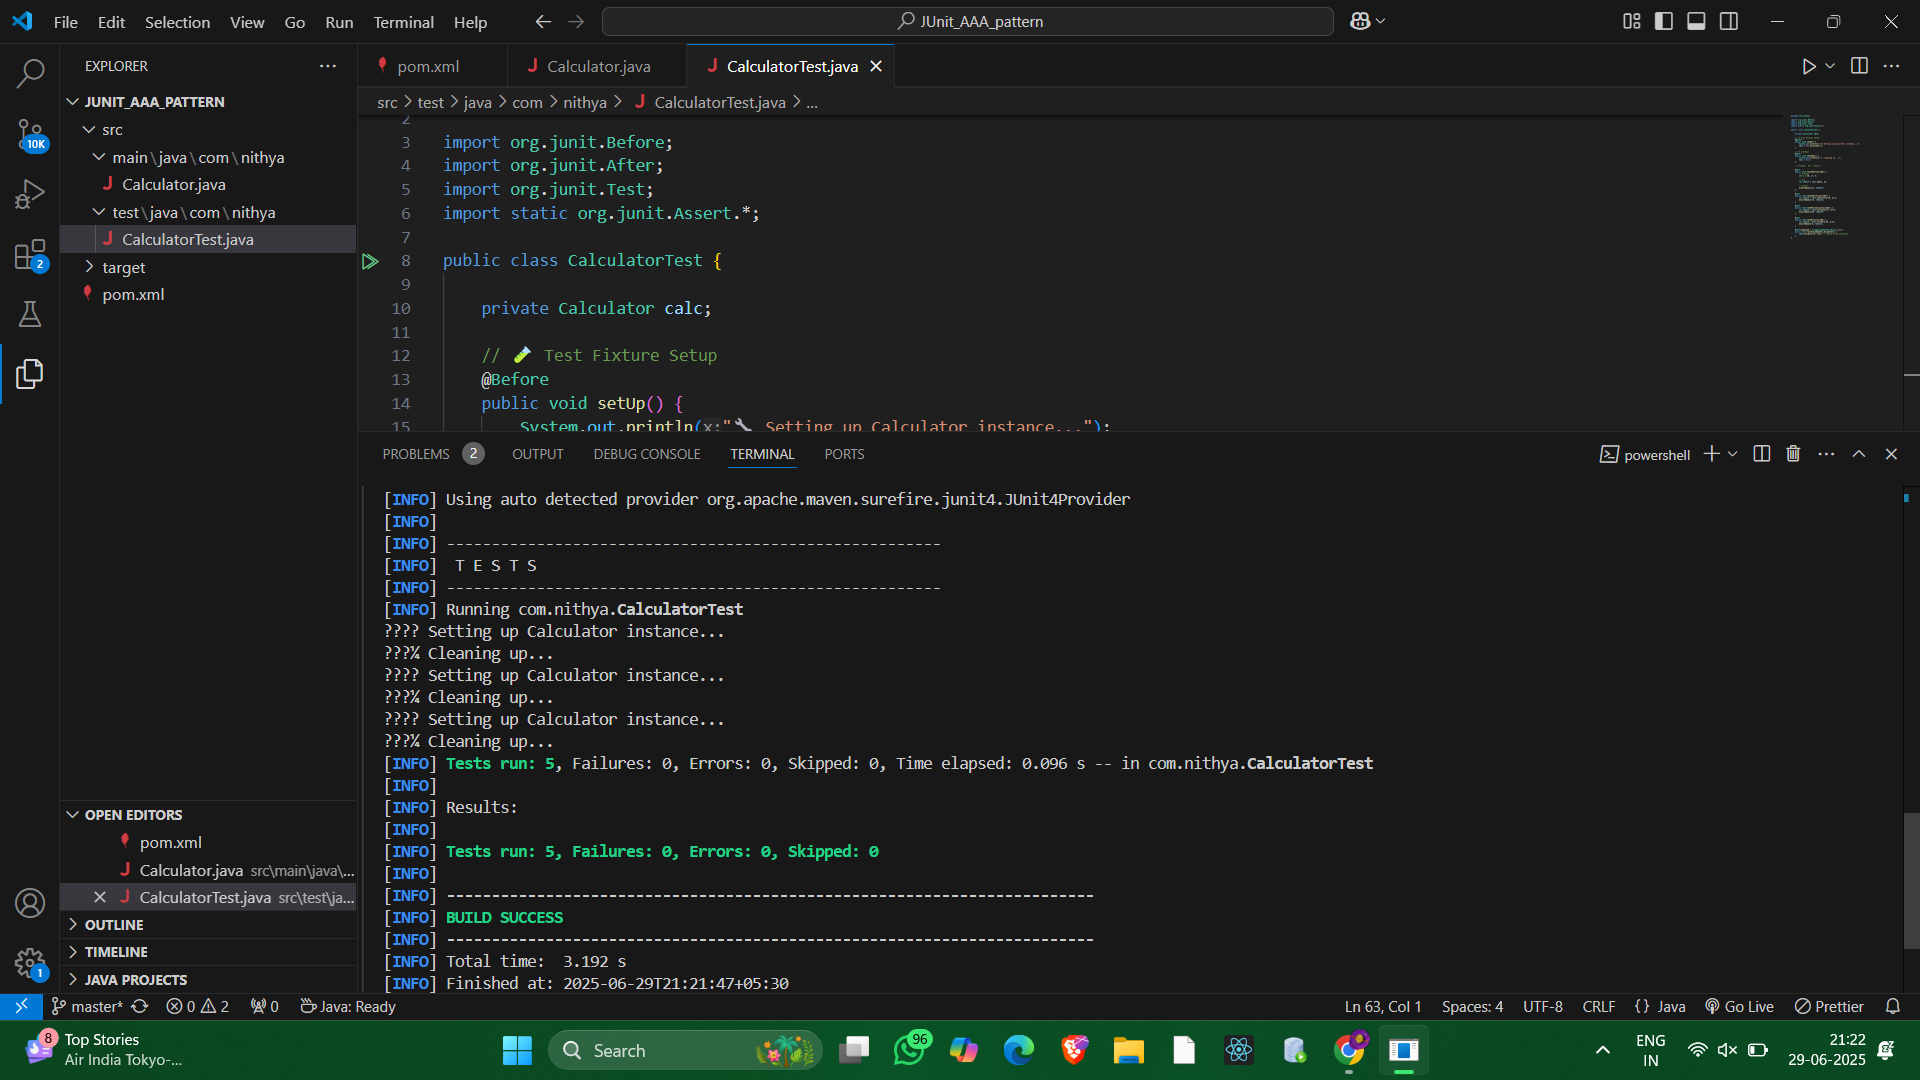 File Edit Selection View Go Run Terminal Help
JUnit_AAA_pattern
EXPLORER
JUNIT_AAA_PATTERN
src
main\java\com\nithya
Calculator.java
test\java\com\nithya
CalculatorTest.java
target
pom.xml
10K
2
OPEN EDITORS
pom.xml
Calculator.java src\main\java\...
CalculatorTest.java src\test\ja...
OUTLINE
TIMELINE
JAVA PROJECTS
1
pom.xml
Calculator.java
CalculatorTest.java
src > test > java > com > nithya > CalculatorTest.java > ...
2
3 import org.junit.Before;
4 import org.junit.After;
5 import org.junit.Test;
6 import static org.junit.Assert.*;
7
8 public class CalculatorTest {
9
10 private Calculator calc;
11
12 // 🧪 Test Fixture Setup
13 @Before
14 public void setUp() {
15 System.out.println(x:"🔧 Setting up Calculator instance...");
PROBLEMS 2 OUTPUT DEBUG CONSOLE TERMINAL PORTS
powershell
[INFO] Using auto detected provider org.apache.maven.surefire.junit4.JUnit4Provider
[INFO]
[INFO] -------------------------------------------------------
[INFO]  T E S T S
[INFO] -------------------------------------------------------
[INFO] Running com.nithya.CalculatorTest
???? Setting up Calculator instance...
???¼ Cleaning up...
???? Setting up Calculator instance...
???¼ Cleaning up...
???? Setting up Calculator instance...
???¼ Cleaning up...
[INFO] Tests run: 5, Failures: 0, Errors: 0, Skipped: 0, Time elapsed: 0.096 s -- in com.nithya.CalculatorTest
[INFO]
[INFO] Results:
[INFO]
[INFO] Tests run: 5, Failures: 0, Errors: 0, Skipped: 0
[INFO]
[INFO] ------------------------------------------------------------------------
[INFO] BUILD SUCCESS
[INFO] ------------------------------------------------------------------------
[INFO] Total time:  3.192 s
[INFO] Finished at: 2025-06-29T21:21:47+05:30
master* 0 2 0 Java: Ready
Ln 63, Col 1 Spaces: 4 UTF-8 CRLF {} Java Go Live Prettier
8
Top Stories
Air India Tokyo-...
Search
96
ENG
IN
21:22
29-06-2025